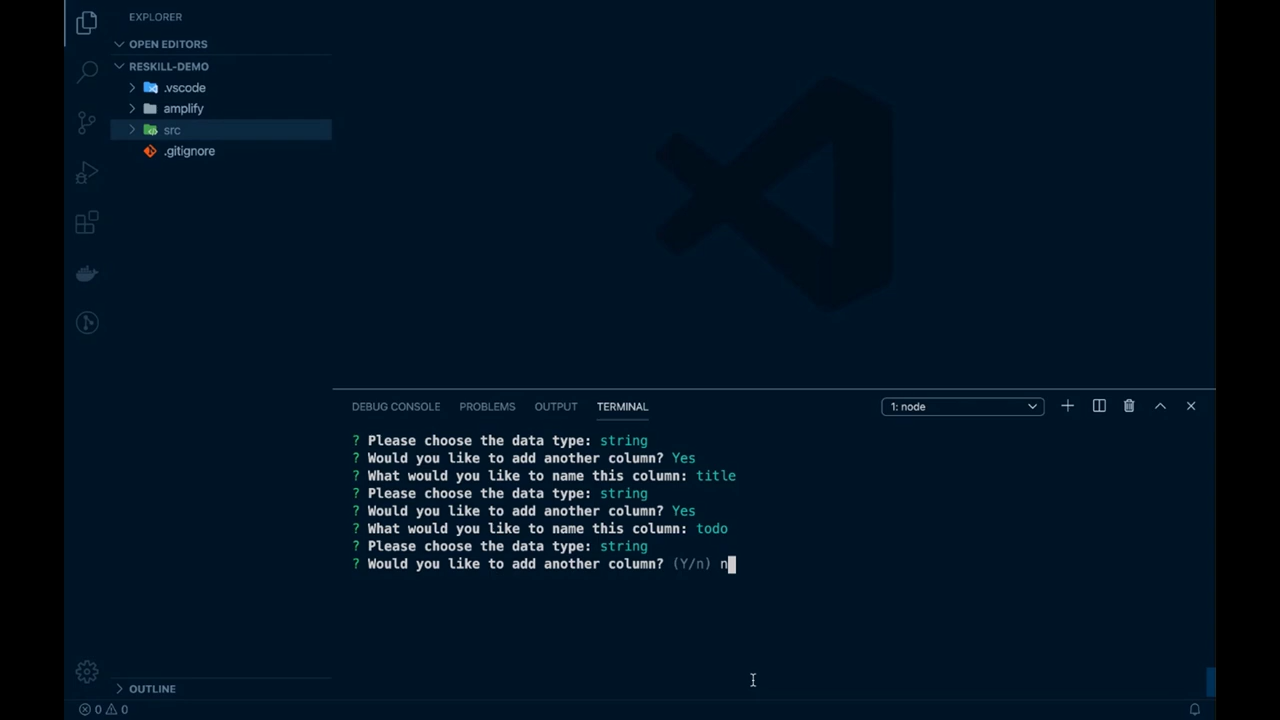 EXPLORER
OPEN EDITORS
RESKILL-DEMO
.vscode
amplify
src
.gitignore
DEBUG CONSOLE PROBLEMS OUTPUT TERMINAL 1: node
? Please choose the data type: string
? Would you like to add another column? Yes
? What would you like to name this column: title
? Please choose the data type: string
? Would you like to add another column? Yes
? What would you like to name this column: todo
? Please choose the data type: string
? Would you like to add another column? (Y/n) n
OUTLINE
0 0